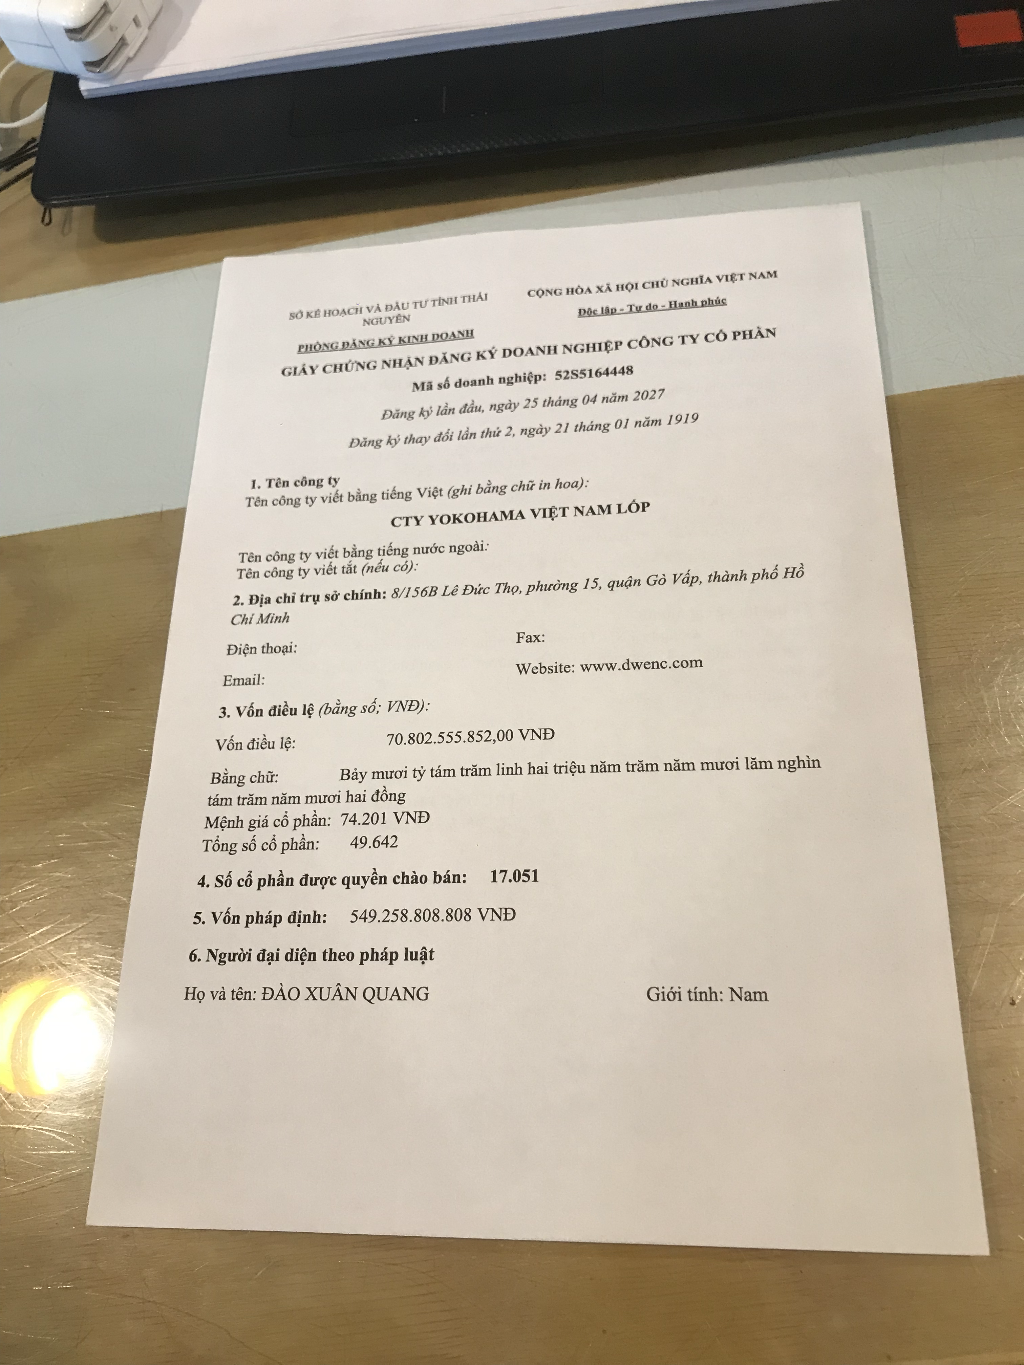 SỞ KẾ HOẠCH VÀ ĐẦU TƯ TỈNH THÁI
NGUYÊN
PHÒNG ĐĂNG KÝ KINH DOANH
CỘNG HÒA XÃ HỘI CHỦ NGHĨA VIỆT NAM
Độc lập - Tự do - Hạnh phúc
GIẤY CHỨNG NHẬN ĐĂNG KÝ DOANH NGHIỆP CÔNG TY CỔ PHẦN
Mã số doanh nghiệp: 52S5164448
Đăng ký lần đầu, ngày 25 tháng 04 năm 2027
Đăng ký thay đổi lần thứ 2, ngày 21 tháng 01 năm 1919
1. Tên công ty
Tên công ty viết bằng tiếng Việt (ghi bằng chữ in hoa):
CTY YOKOHAMA VIỆT NAM LỐP
Tên công ty viết bằng tiếng nước ngoài:
Tên công ty viết tắt (nếu có):
2. Địa chỉ trụ sở chính: 8/156B Lê Đức Thọ, phường 15, quận Gò Vấp, thành phố Hồ
Chí Minh
Điện thoại:
Fax:
Email:
Website: www.dwenc.com
3. Vốn điều lệ (bằng số; VNĐ):
Vốn điều lệ: 70.802.555.852,00 VNĐ
Bằng chữ: Bảy mươi tỷ tám trăm linh hai triệu năm trăm năm mươi lăm nghìn
tám trăm năm mươi hai đồng
Mệnh giá cổ phần: 74.201 VNĐ
Tổng số cổ phần: 49.642
4. Số cổ phần được quyền chào bán: 17.051
5. Vốn pháp định: 549.258.808.808 VNĐ
6. Người đại diện theo pháp luật
Họ và tên: ĐÀO XUÂN QUANG
Giới tính: Nam